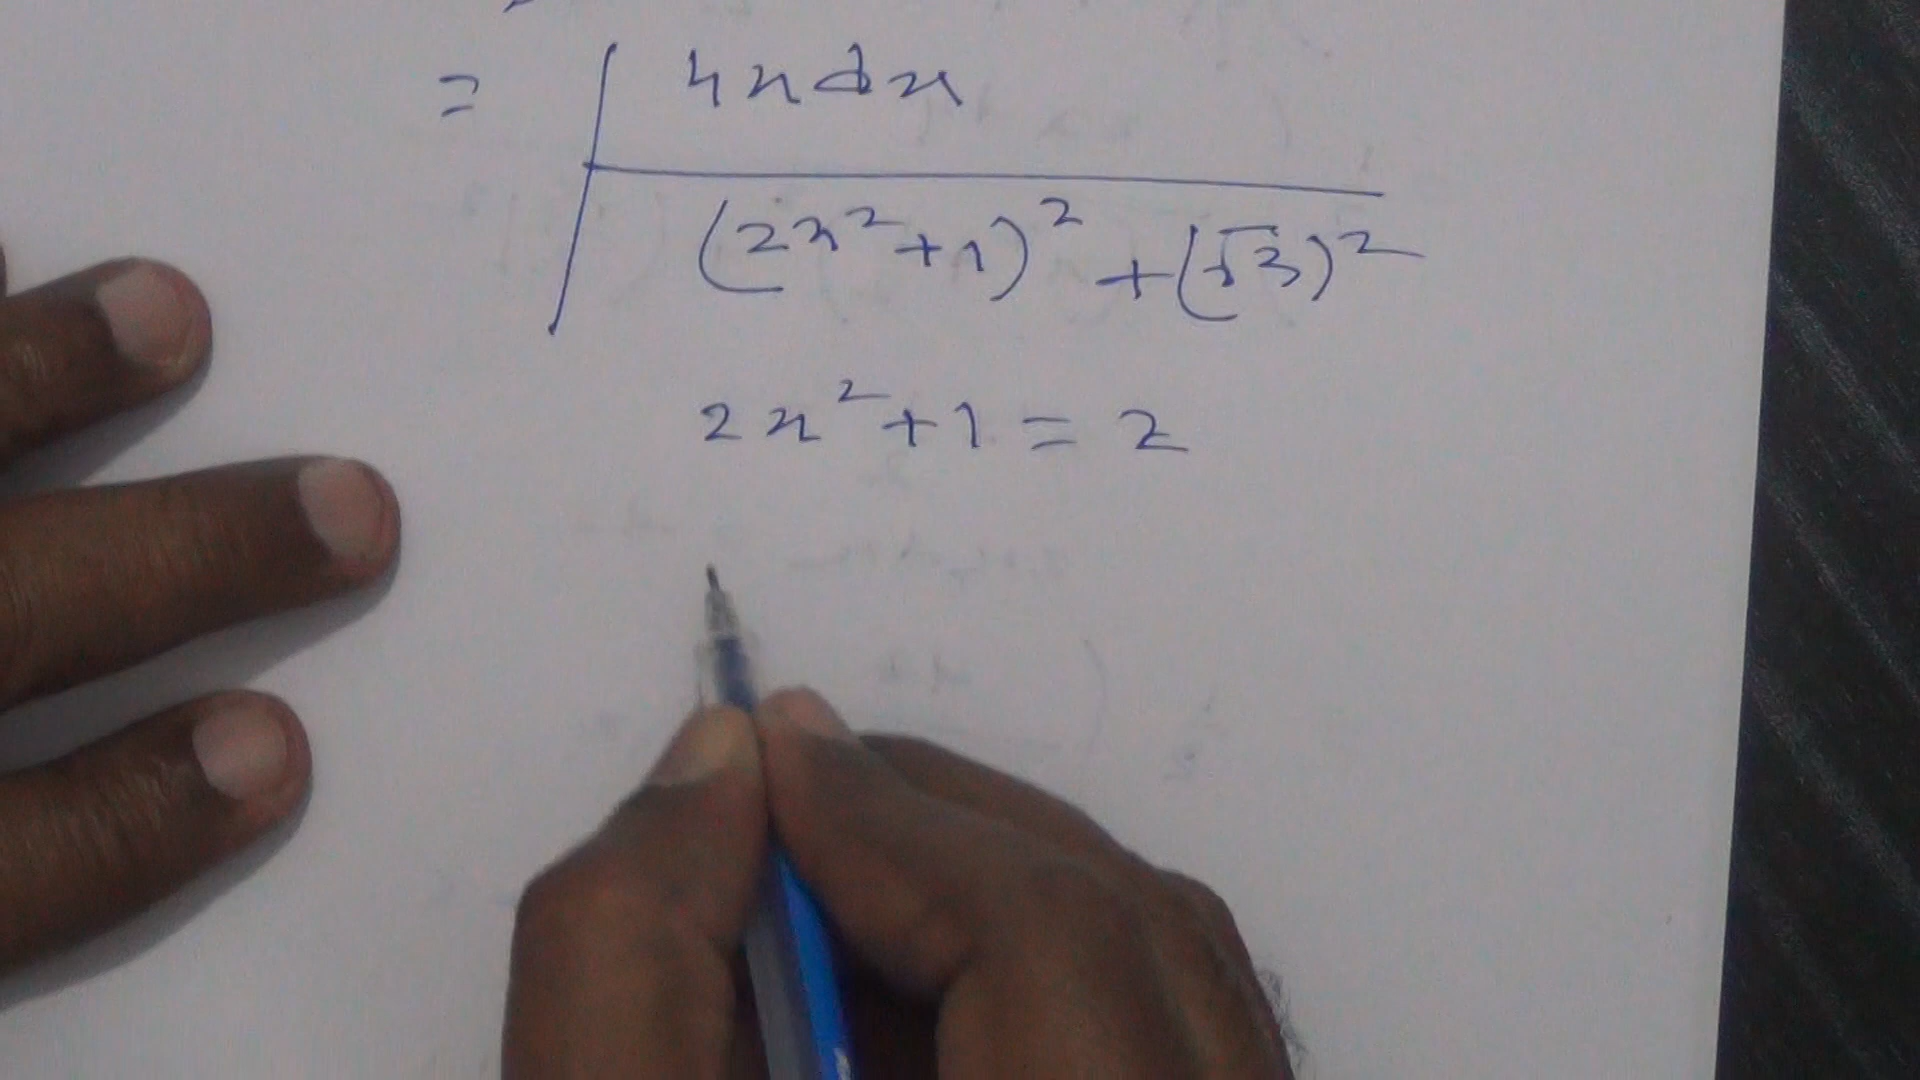 = ∫ 4x dx / (2x²+1)² + (√3)²
2x²+1 = z